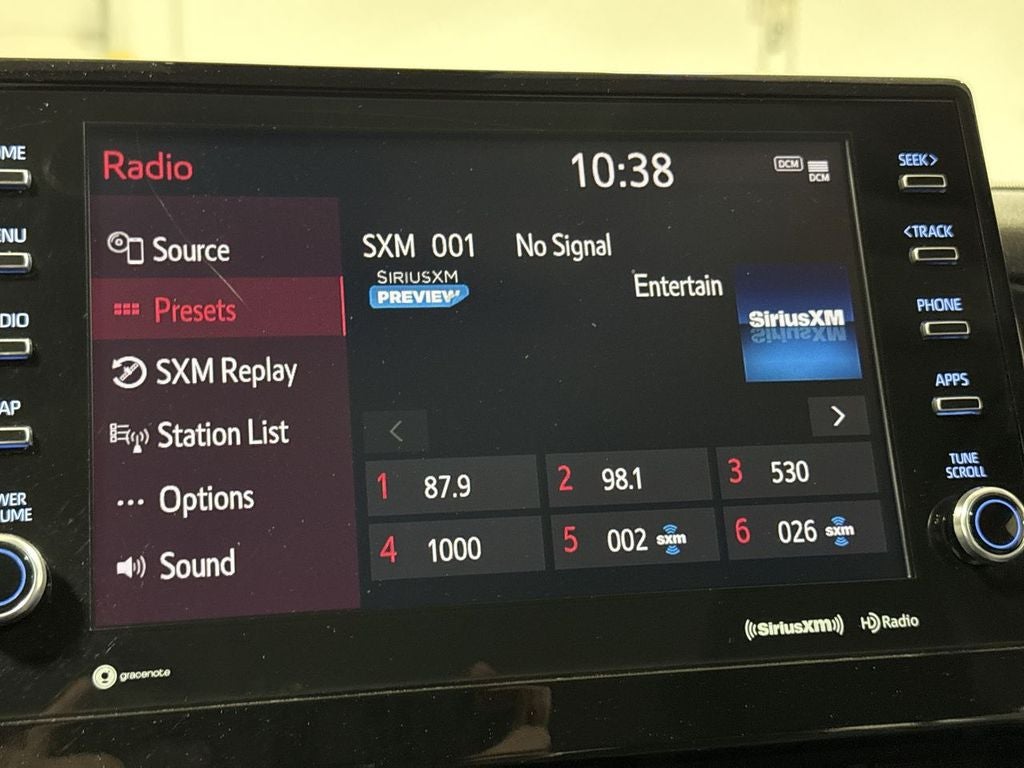 Radio
10:38
DCM
DCM
SEEK>
Source
SXM 001
No Signal
<TRACK
SIRIUSXM
PREVIEW
Entertain
SiriusXM
Presets
PHONE
SXM Replay
APPS
Station List
TUNE
SCROLL
Options
1 87.9
2 98.1
3 530
4 1000
5 002 sxm
6 026 sxm
Sound
SiriusXM
HD Radio
gracenote